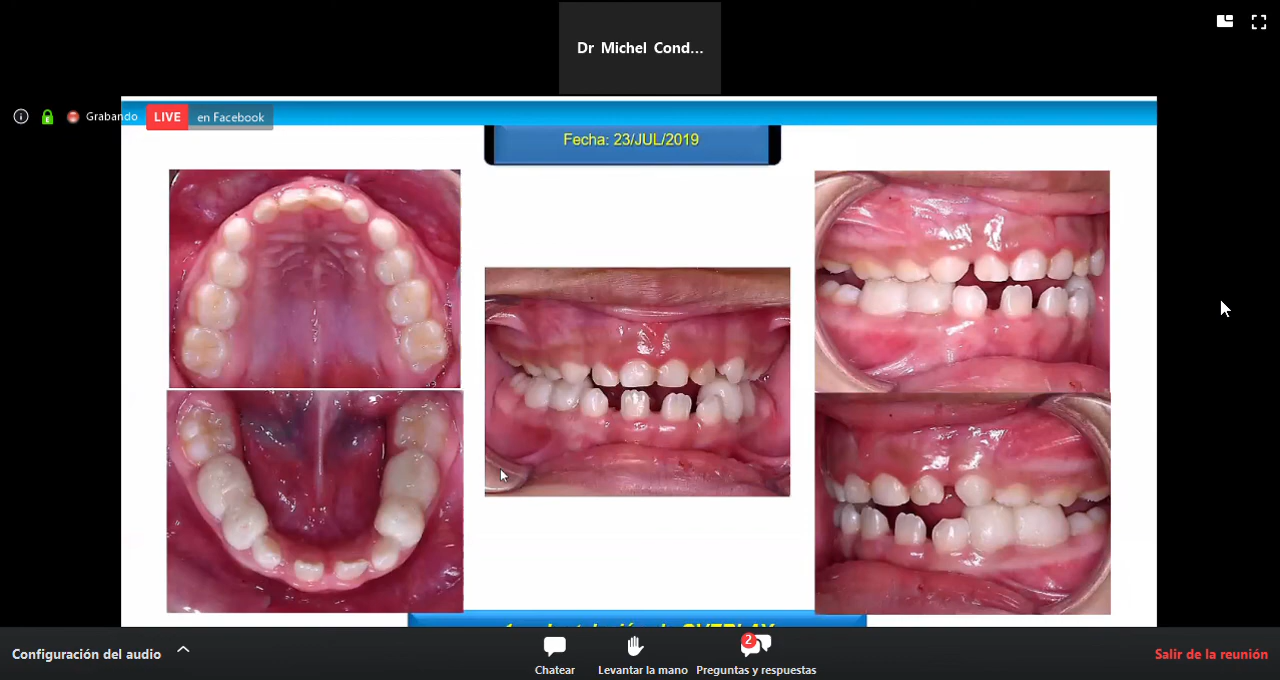 Dr Michel Cond...
Grabando
LIVE en Facebook
Fecha: 23/JUL/2019
Configuración del audio
Chatear
Levantar la mano
2
Preguntas y respuestas
Salir de la reunión